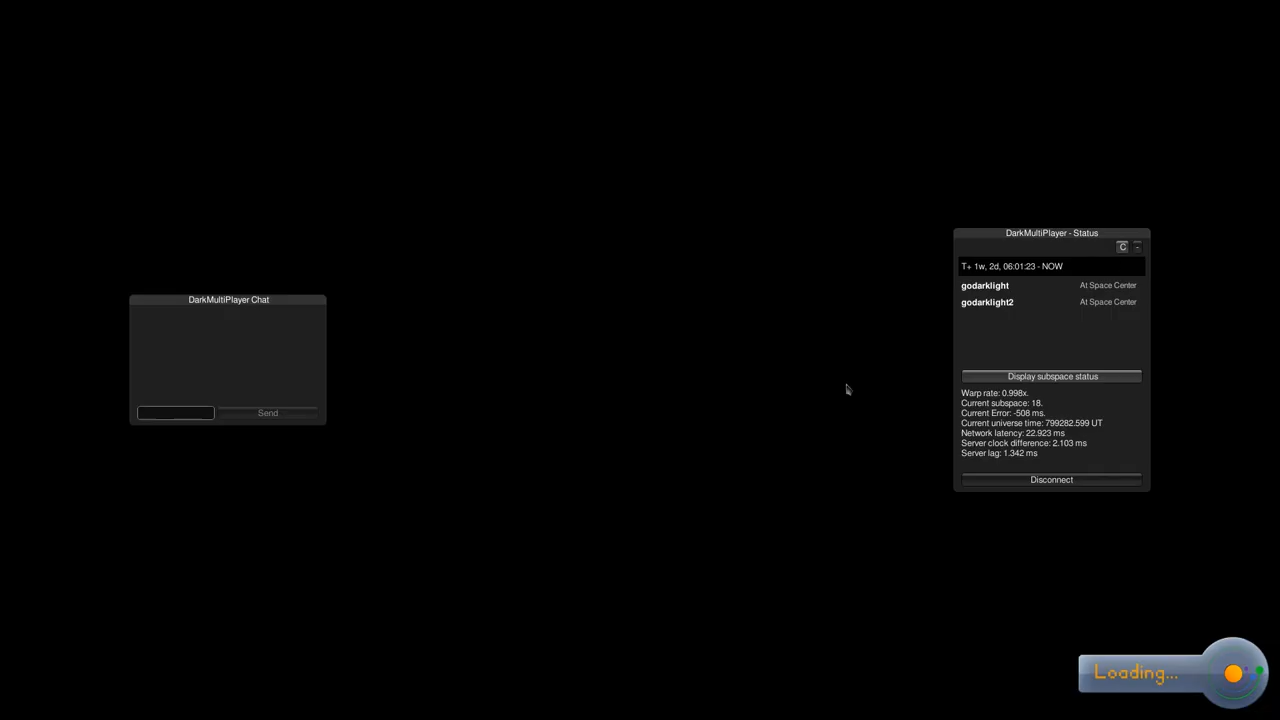 DarkMultiPlayer - Status
C -
T+ 1w, 2d, 06:01:23 - NOW
godarklight At Space Center
godarklight2 At Space Center
DarkMultiPlayer Chat
Send
Display subspace status
Warp rate: 0.998x.
Current subspace: 18.
Current Error: -508 ms.
Current universe time: 799282.599 UT
Network latency: 22.923 ms
Server clock difference: 2.103 ms
Server lag: 1.342 ms
Disconnect
Loading...